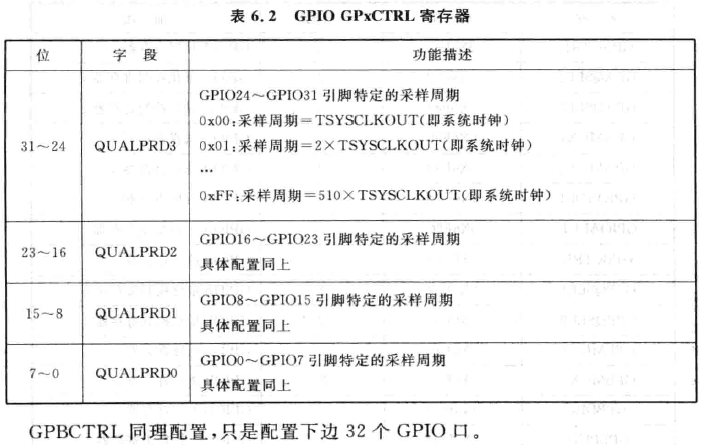 表 6.2 GPIO GPxCTRL 寄存器
位 字 段 功能描述
31～24 QUALPRD3 GPIO24～GPIO31 引脚特定的采样周期
0x00：采样周期＝TSYSCLKOUT(即系统时钟)
0x01：采样周期＝2×TSYSCLKOUT(即系统时钟)
…
0xFF：采样周期＝510×TSYSCLKOUT(即系统时钟)
23～16 QUALPRD2 GPIO16～GPIO23 引脚特定的采样周期
具体配置同上
15～8 QUALPRD1 GPIO8～GPIO15 引脚特定的采样周期
具体配置同上
7～0 QUALPRD0 GPIO0～GPIO7 引脚特定的采样周期
具体配置同上
GPBCTRL 同理配置，只是配置下边 32 个 GPIO 口。